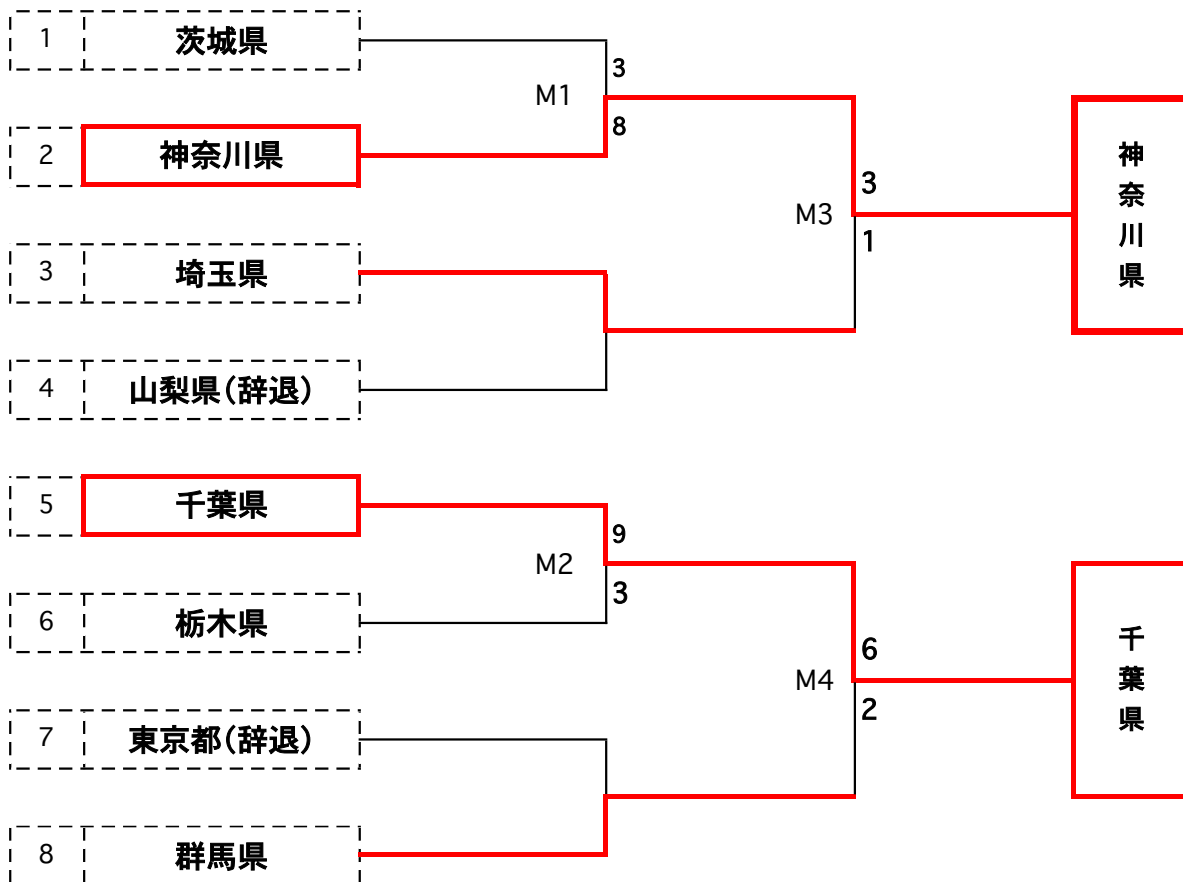 1 茨城県
3
M1
8
2 神奈川県
3
M3
1
神奈川県
3 埼玉県
4 山梨県(辞退)
5 千葉県
9
M2
3
6 栃木県
6
M4
2
千葉県
7 東京都(辞退)
8 群馬県